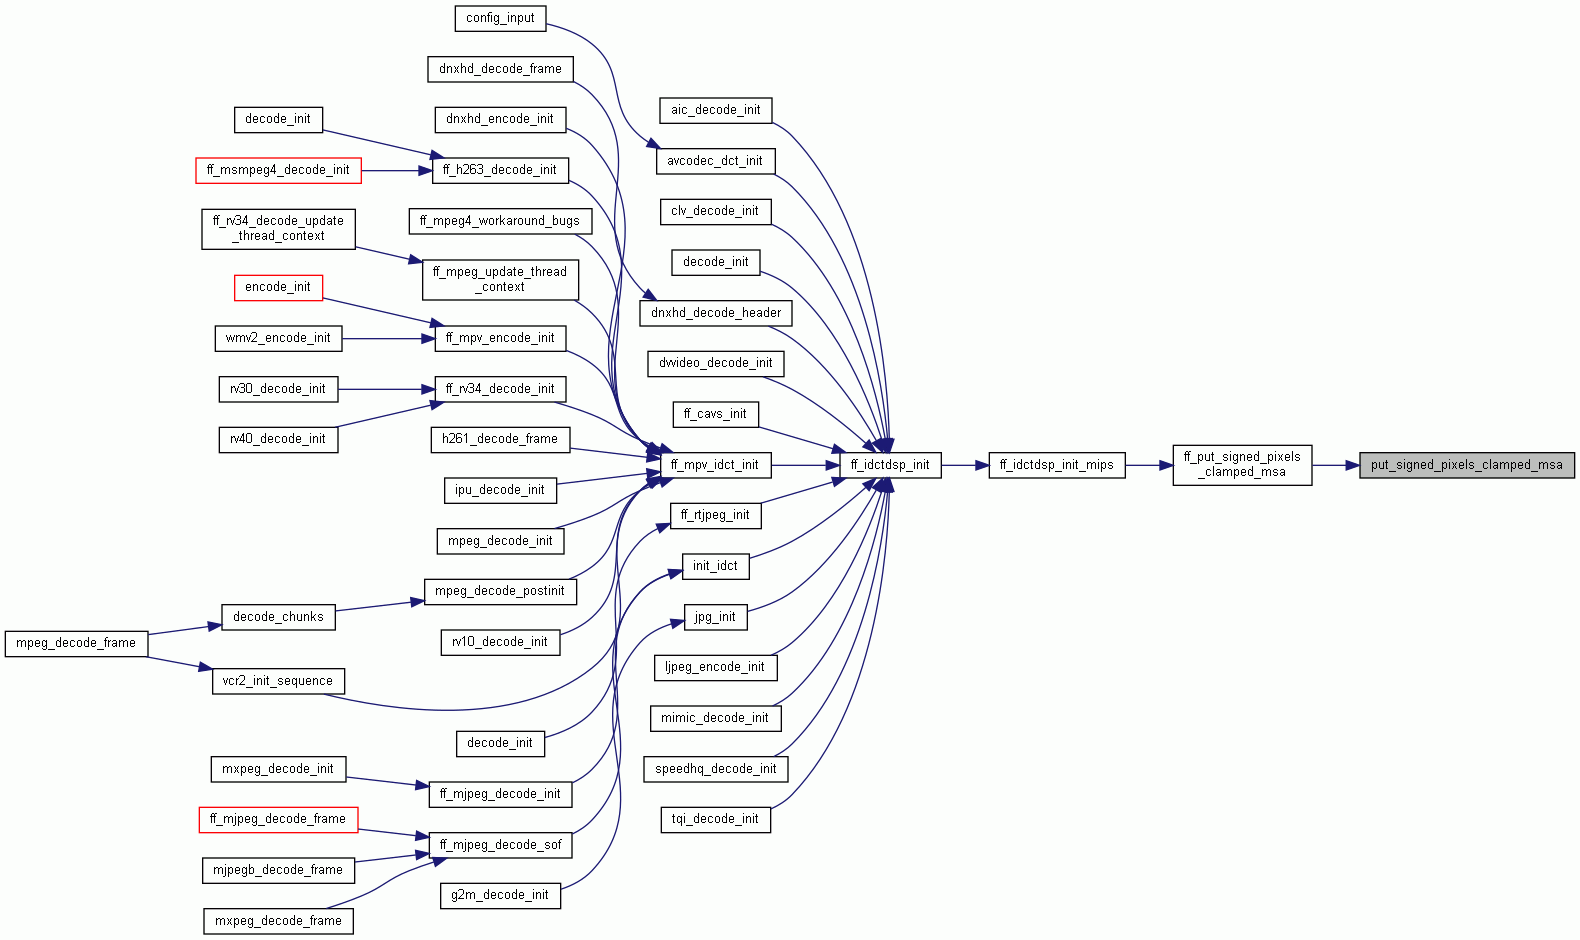 config_input
dnxhd_decode_frame
aic_decode_init
decode_init
dnxhd_encode_init
avcodec_dct_init
ff_msmpeg4_decode_init
ff_h263_decode_init
clv_decode_init
ff_rv34_decode_update
_thread_context
ff_mpeg4_workaround_bugs
decode_init
ff_mpeg_update_thread
_context
encode_init
dnxhd_decode_header
wmv2_encode_init
ff_mpv_encode_init
dvvideo_decode_init
rv30_decode_init
ff_rv34_decode_init
ff_cavs_init
rv40_decode_init
h261_decode_frame
ff_mpv_idct_init
ff_idctdsp_init
ff_idctdsp_init_mips
ff_put_signed_pixels
_clamped_msa
put_signed_pixels_clamped_msa
ipu_decode_init
ff_rtjpeg_init
mpeg_decode_init
init_idct
mpeg_decode_postinit
decode_chunks
jpg_init
mpeg_decode_frame
rv10_decode_init
ljpeg_encode_init
vcr2_init_sequence
mimic_decode_init
decode_init
mxpeg_decode_init
speedhq_decode_init
ff_mjpeg_decode_init
ff_mjpeg_decode_frame
tqi_decode_init
ff_mjpeg_decode_sof
mjpegb_decode_frame
g2m_decode_init
mxpeg_decode_frame